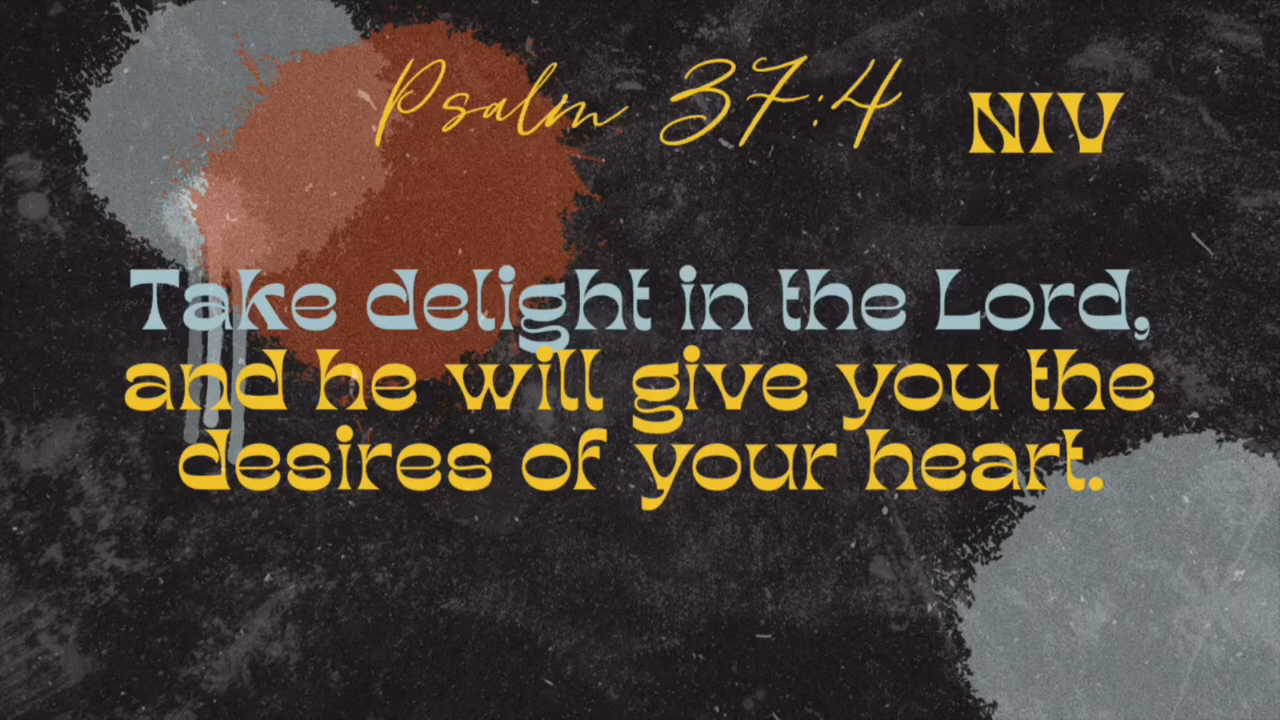 Psalm 37:4 NIV
Take delight in the Lord,
and he will give you the
desires of your heart.